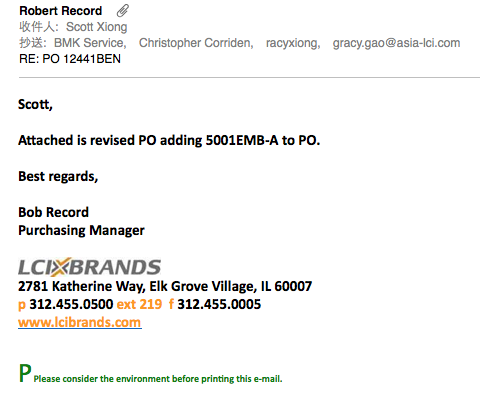 Robert Record
收件人: Scott Xiong
抄送: BMK Service, Christopher Corriden, racyxiong, gracy.gao@asia-lci.com
RE: PO 12441BEN
Scott,
Attached is revised PO adding 5001EMB-A to PO.
Best regards,
Bob Record
Purchasing Manager
LCIXBRANDS
2781 Katherine Way, Elk Grove Village, IL 60007
p 312.455.0500 ext 219 f 312.455.0005
www.lcibrands.com
P Please consider the environment before printing this e-mail.